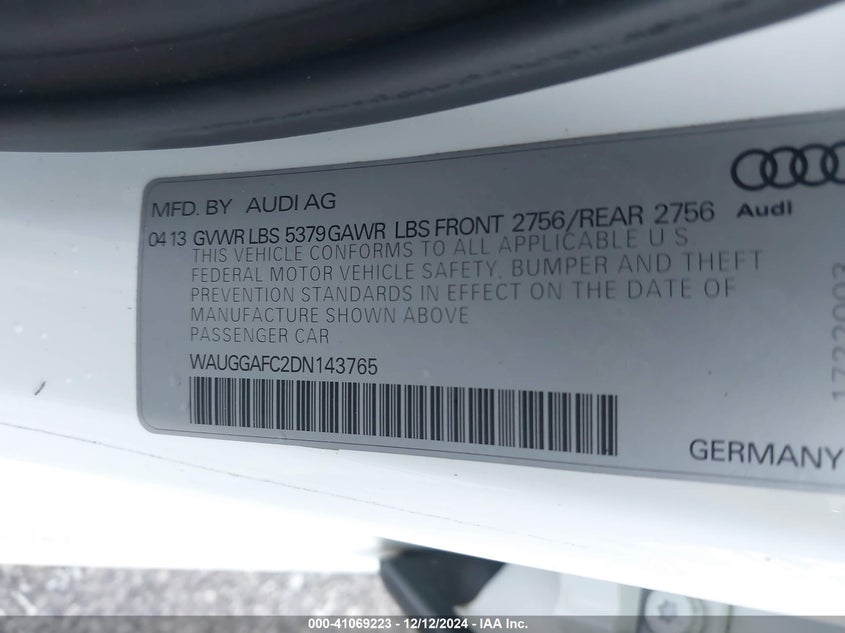 MFD. BY AUDI AG
Audi
04 13 GVWR LBS 5379 GAWR LBS FRONT 2756/REAR 2756
THIS VEHICLE CONFORMS TO ALL APPLICABLE U S
FEDERAL MOTOR VEHICLE SAFETY, BUMPER AND THEFT
PREVENTION STANDARDS IN EFFECT ON THE DATE OF
MANUFACTURE SHOWN ABOVE
PASSENGER CAR
WAUGGAFC2DN143765
GERMANY
000-41069223 - 12/12/2024 - IAA Inc.